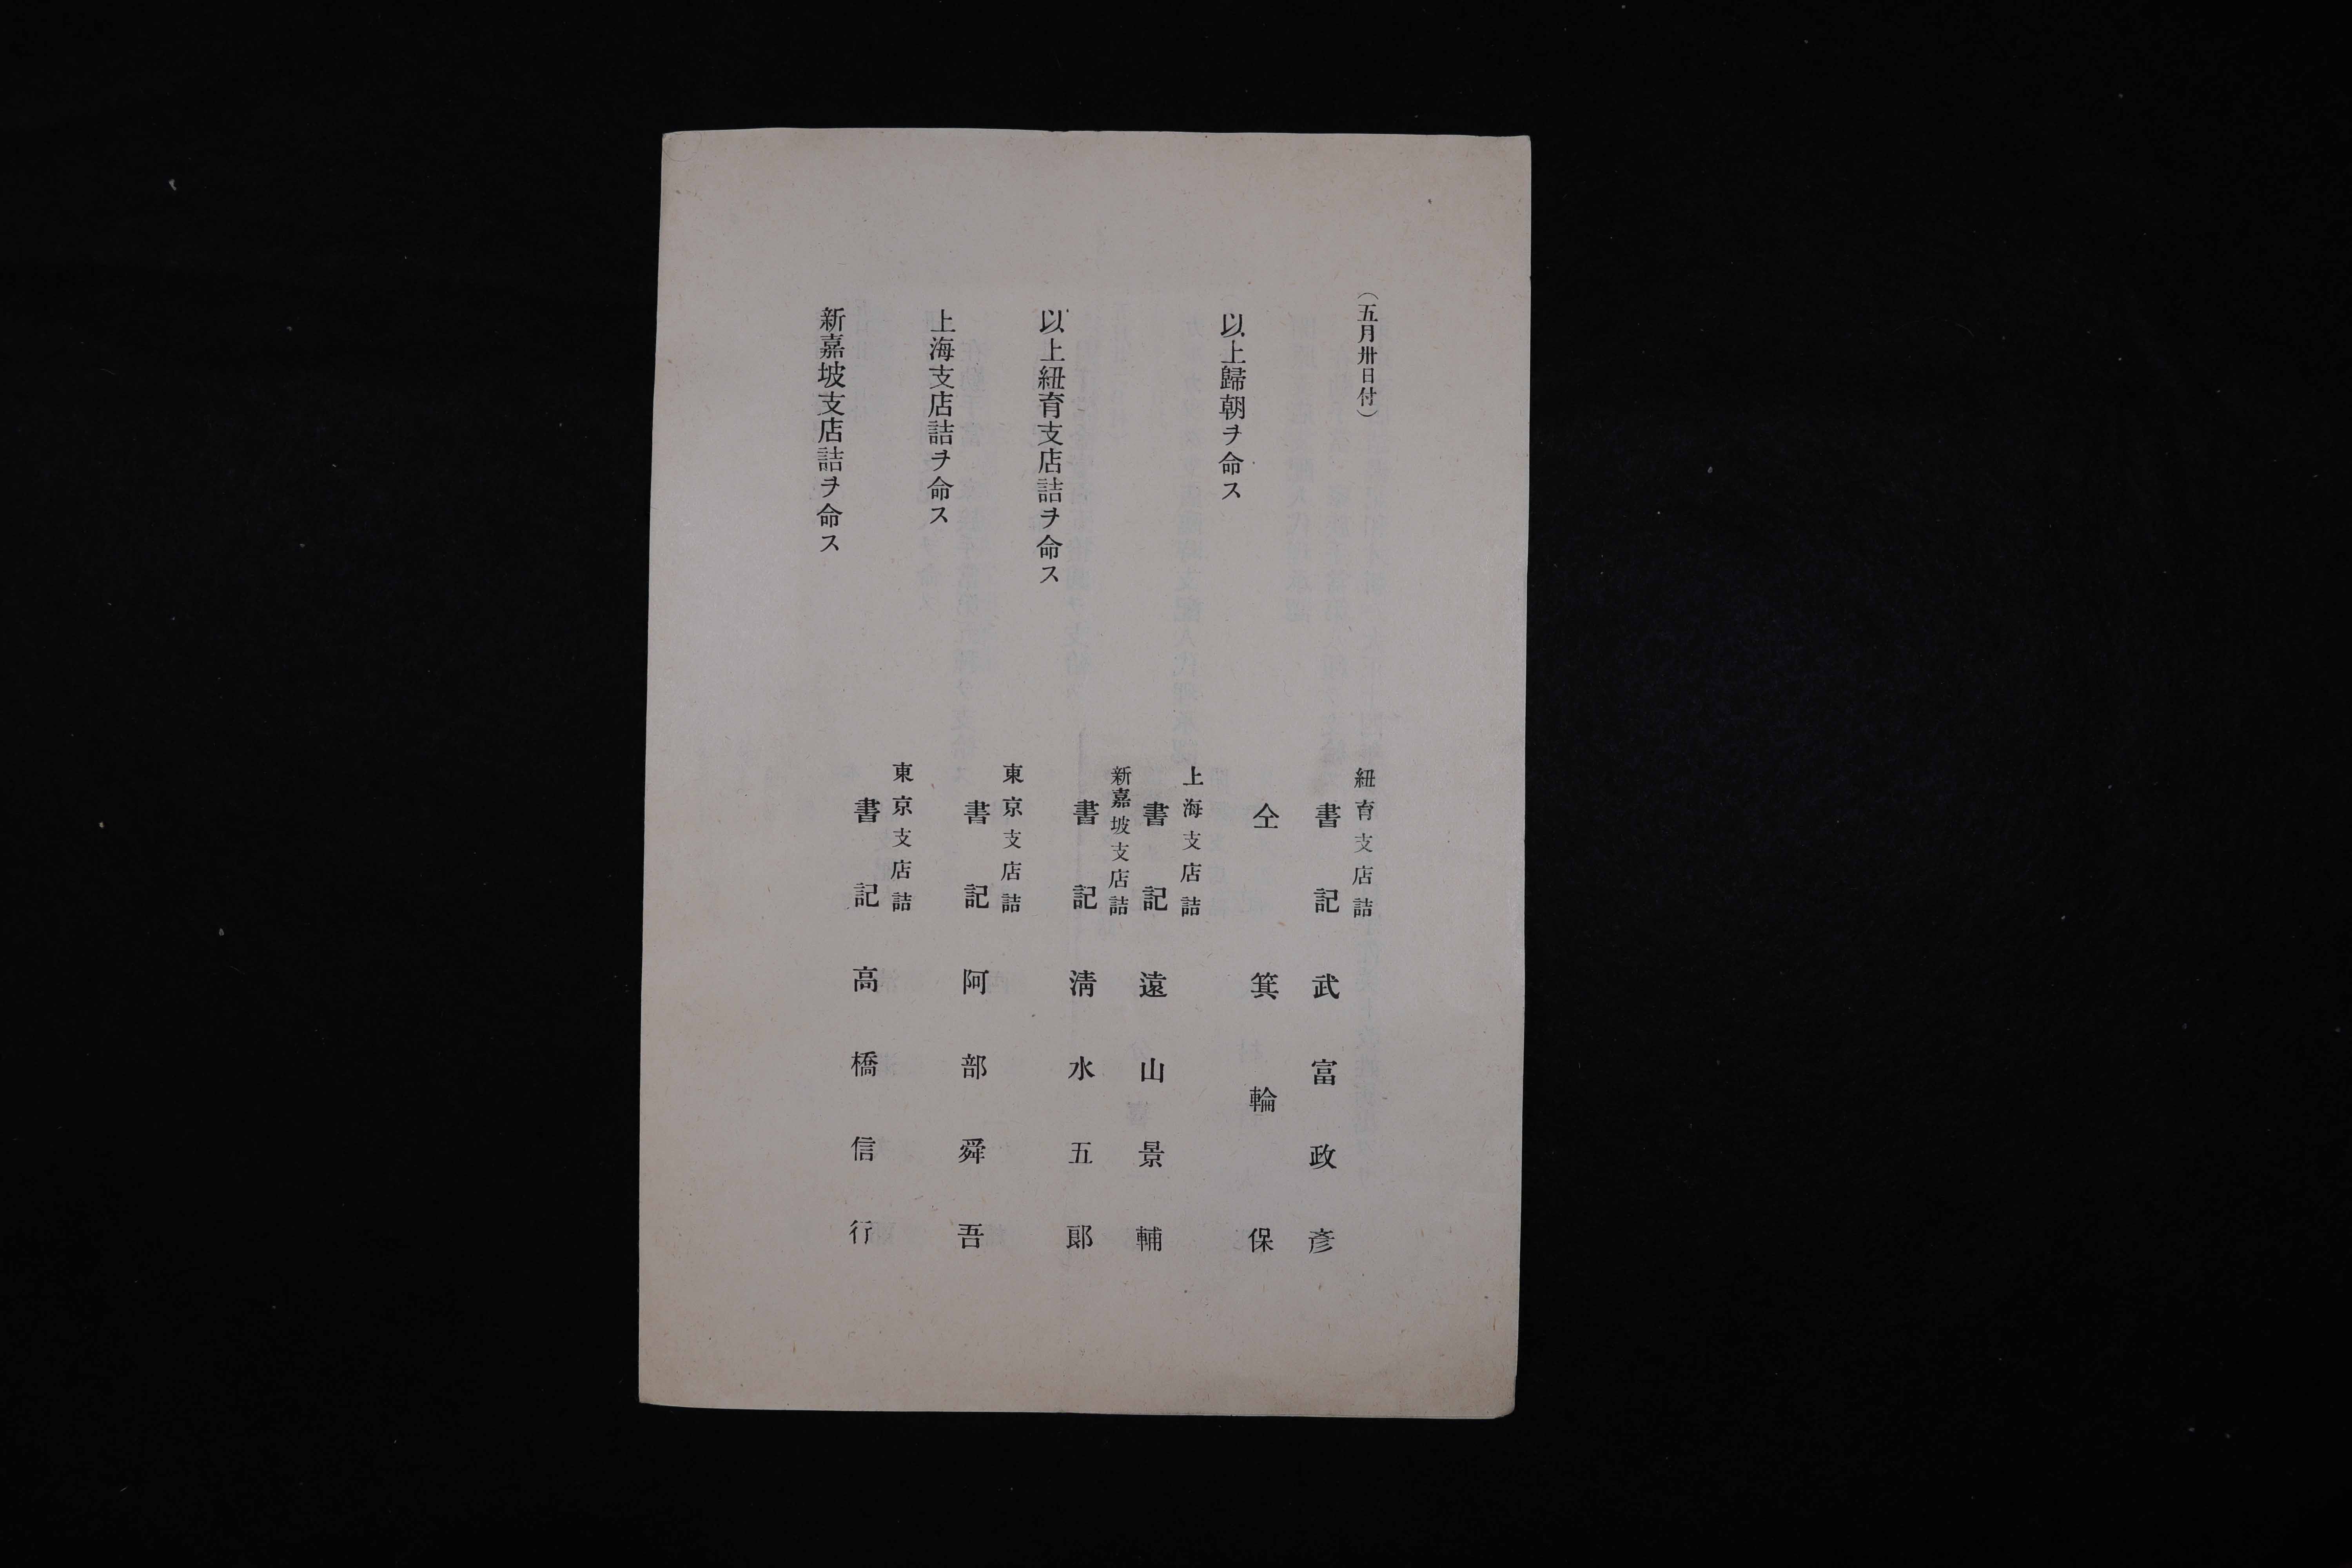 （五月卅日付）
紐育支店詰
書記 武富政彥
仝 箕輪保
以上歸朝ヲ命ス
上海支店詰
書記 遠山景輔
新嘉坡支店詰
書記 淸水五郞
以上紐育支店詰ヲ命ス
東京支店詰
書記 阿部舜吾
上海支店詰ヲ命ス
東京支店詰
書記 高橋信行
新嘉坡支店詰ヲ命ス